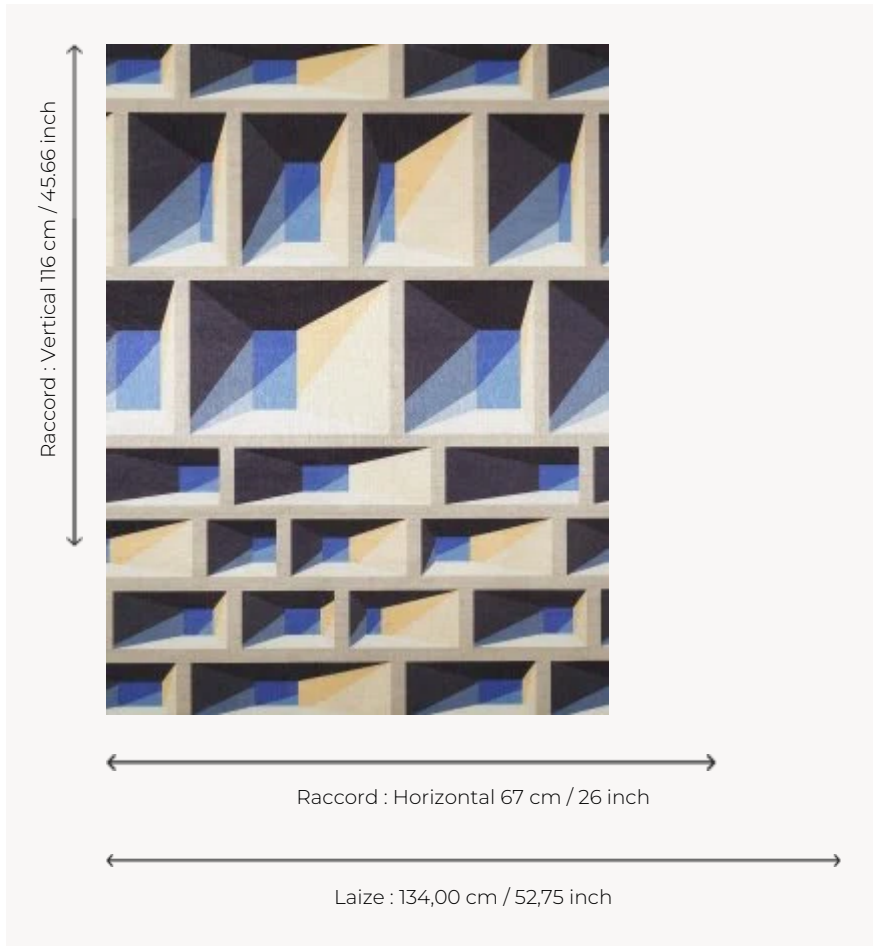 Raccord : Vertical 116 cm / 45.66 inch
Raccord : Horizontal 67 cm / 26 inch
Laize : 134,00 cm / 52,75 inch